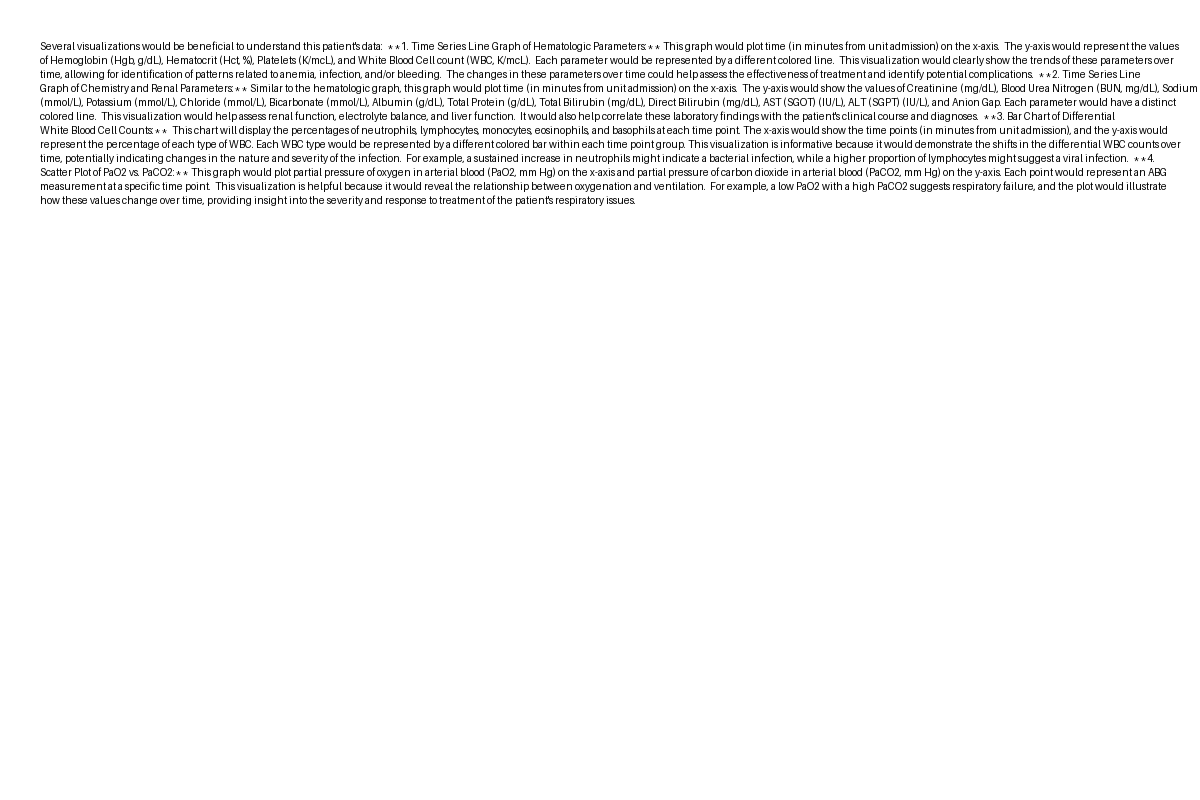 Several visualizations would be beneficial to understand this patient's data:  **1. Time Series Line Graph of Hematologic Parameters:** This graph would plot time (in minutes from unit admission) on the x-axis.  The y-axis would represent the values
of Hemoglobin (Hgb, g/dL), Hematocrit (Hct, %), Platelets (K/mcL), and White Blood Cell count (WBC, K/mcL).  Each parameter would be represented by a different colored line.  This visualization would clearly show the trends of these parameters over
time, allowing for identification of patterns related to anemia, infection, and/or bleeding.  The changes in these parameters over time could help assess the effectiveness of treatment and identify potential complications.  **2. Time Series Line
Graph of Chemistry and Renal Parameters:** Similar to the hematologic graph, this graph would plot time (in minutes from unit admission) on the x-axis.  The y-axis would show the values of Creatinine (mg/dL), Blood Urea Nitrogen (BUN, mg/dL), Sodium
(mmol/L), Potassium (mmol/L), Chloride (mmol/L), Bicarbonate (mmol/L), Albumin (g/dL), Total Protein (g/dL), Total Bilirubin (mg/dL), Direct Bilirubin (mg/dL), AST (SGOT) (IU/L), ALT (SGPT) (IU/L), and Anion Gap. Each parameter would have a distinct
colored line.  This visualization would help assess renal function, electrolyte balance, and liver function.  It would also help correlate these laboratory findings with the patient's clinical course and diagnoses.  **3. Bar Chart of Differential
White Blood Cell Counts:**  This chart will display the percentages of neutrophils, lymphocytes, monocytes, eosinophils, and basophils at each time point. The x-axis would show the time points (in minutes from unit admission), and the y-axis would
represent the percentage of each type of WBC. Each WBC type would be represented by a different colored bar within each time point group. This visualization is informative because it would demonstrate the shifts in the differential WBC counts over
time, potentially indicating changes in the nature and severity of the infection.  For example, a sustained increase in neutrophils might indicate a bacterial infection, while a higher proportion of lymphocytes might suggest a viral infection.  **4.
Scatter Plot of PaO2 vs. PaCO2:** This graph would plot partial pressure of oxygen in arterial blood (PaO2, mm Hg) on the x-axis and partial pressure of carbon dioxide in arterial blood (PaCO2, mm Hg) on the y-axis. Each point would represent an ABG
measurement at a specific time point.  This visualization is helpful because it would reveal the relationship between oxygenation and ventilation.  For example, a low PaO2 with a high PaCO2 suggests respiratory failure, and the plot would illustrate
how these values change over time, providing insight into the severity and response to treatment of the patient's respiratory issues.